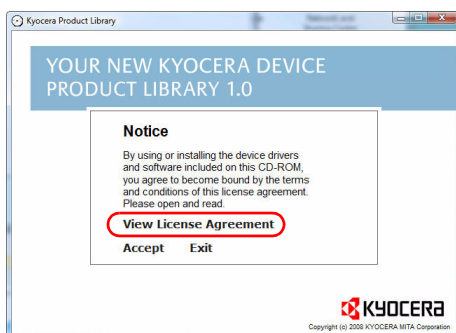 Kyocera Product Library
YOUR NEW KYOCERA DEVICE
PRODUCT LIBRARY 1.0
Notice
By using or installing the device drivers
and software included on this CD-ROM,
you agree to become bound by the terms
and conditions of this license agreement.
Please open and read.
View License Agreement
Accept Exit
KYOCERA
Copyright (c) 2008 KYOCERA MITA Corporation